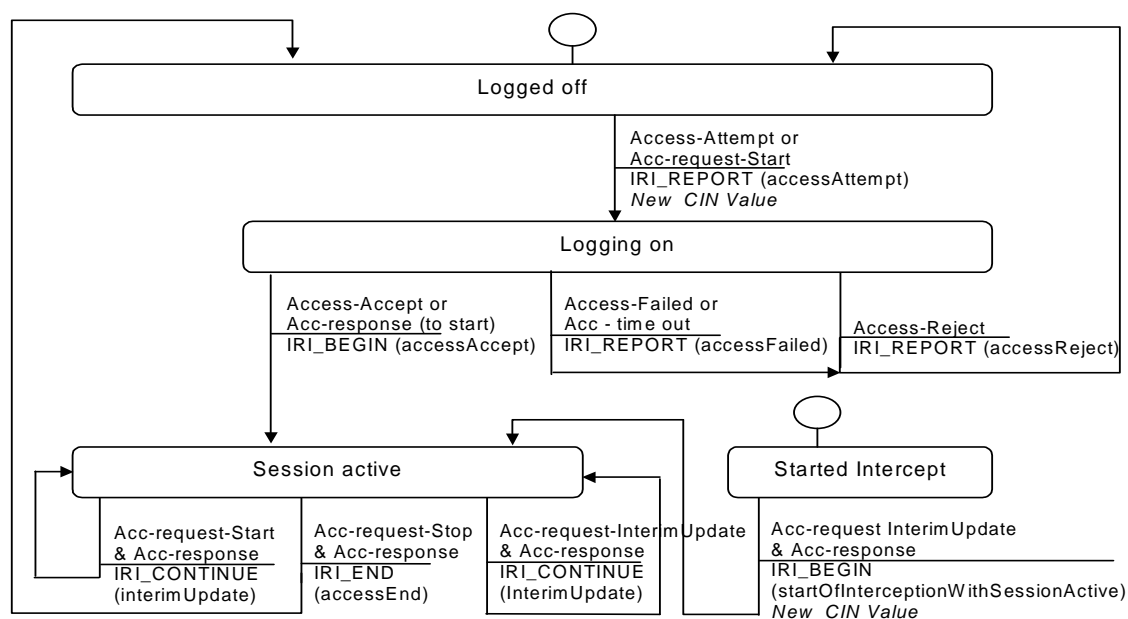 Logged off
Access-Attempt or
Acc-request-Start
IRI_REPORT (accessAttempt)
New CIN Value
Logging on
Access-Accept or
Acc-response (to start)
IRI_BEGIN (accessAccept)
Access-Failed or
Acc - time out
IRI_REPORT (accessFailed)
Access-Reject
IRI_REPORT (accessReject)
Session active
Started Intercept
Acc-request-Start
& Acc-response
IRI_CONTINUE
(interimUpdate)
Acc-request-Stop
& Acc-response
IRI_END
(accessEnd)
Acc-request-InterimUpdate
& Acc-response
IRI_CONTINUE
(InterimUpdate)
Acc-request InterimUpdate
& Acc-response
IRI_BEGIN
(startOfInterceptionWithSessionActive)
New CIN Value